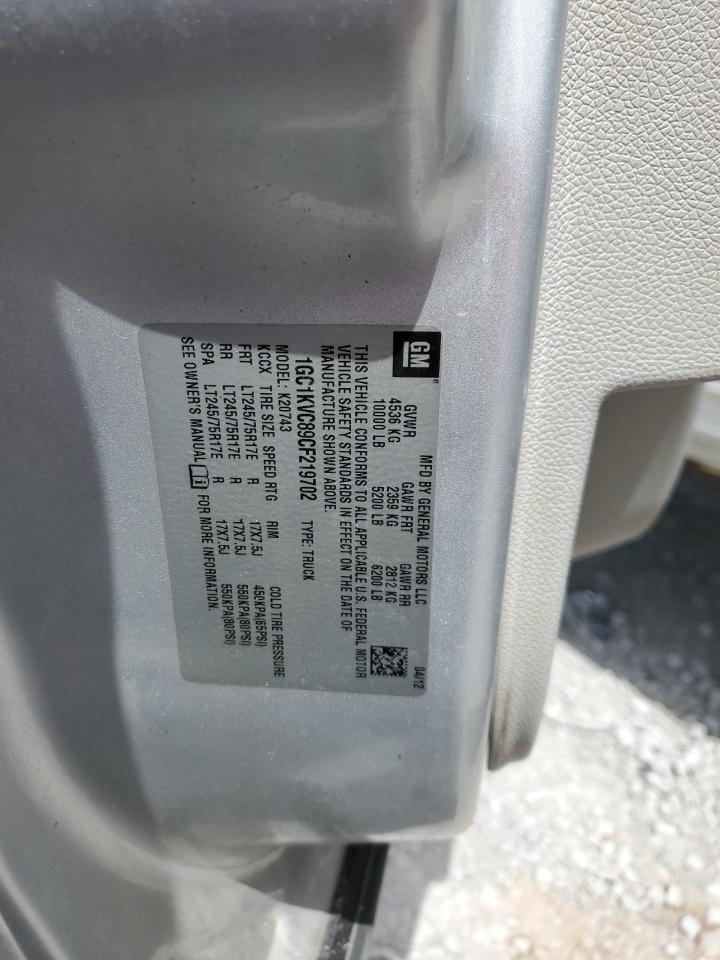 GM®
MFD BY GENERAL MOTORS LLC 04/12
GVWR GAWR FRT GAWR RR
4536 KG 2359 KG 2812 KG
10000 LB 5200 LB 6200 LB
THIS VEHICLE CONFORMS TO ALL APPLICABLE U.S. FEDERAL MOTOR
VEHICLE SAFETY STANDARDS IN EFFECT ON THE DATE OF
MANUFACTURE SHOWN ABOVE.
1GC1KVC89CF219702 TYPE: TRUCK
MODEL: K20743
KCCX TIRE SIZE SPEED RTG RIM COLD TIRE PRESSURE
FRT LT245/75R17E R 17X7.5J 450KPA(65PSI)
RR LT245/75R17E R 17X7.5J 550KPA(80PSI)
SPA LT245/75R17E R 17X7.5J 550KPA(80PSI)
SEE OWNER'S MANUAL FOR MORE INFORMATION.